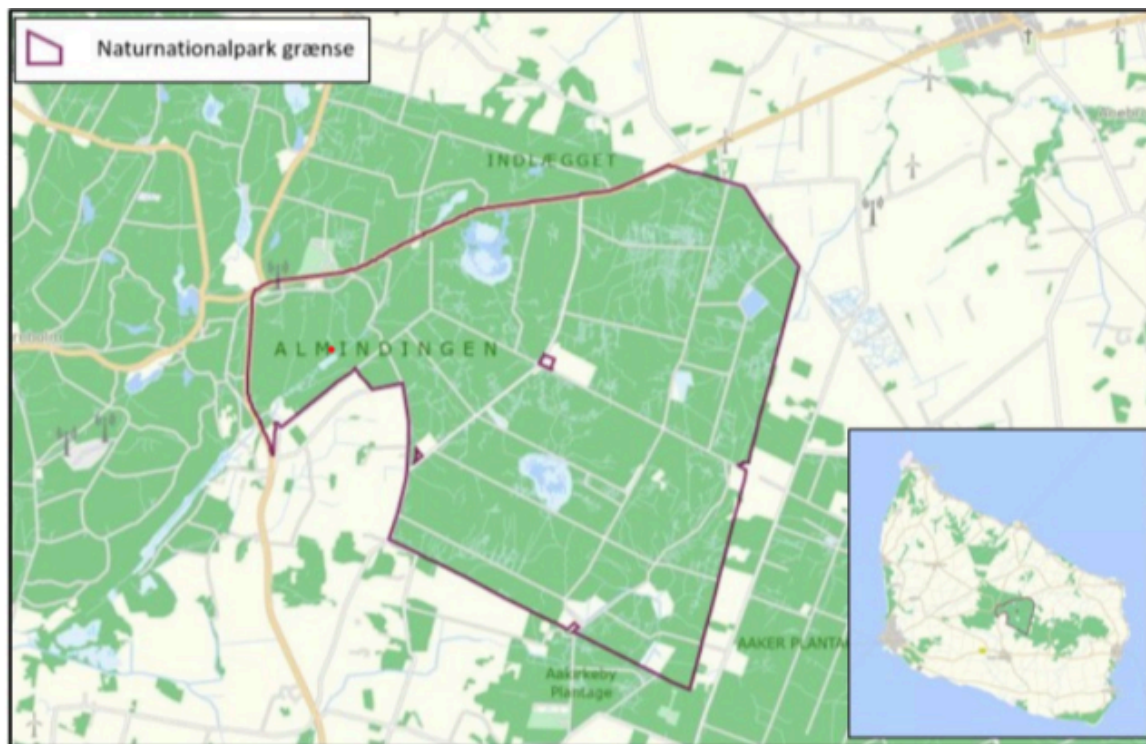 Naturnationalpark grænse
INDLÆGGET
ALMINDINGEN
AAKER PLANTA
Aakirkeby
Plantage